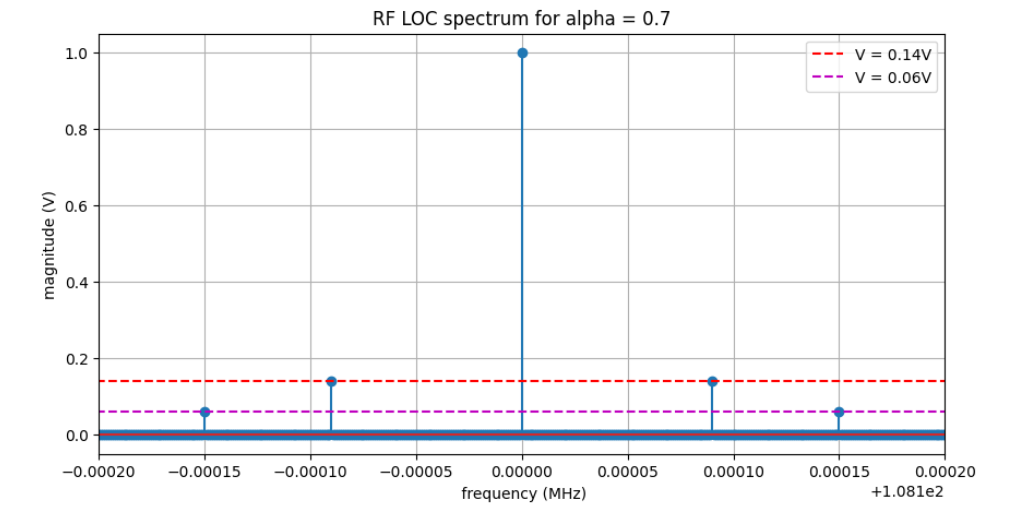 RF LOC spectrum for alpha = 0.7
V = 0.14V
V = 0.06V
1.0
0.8
0.6
0.4
0.2
0.0
magnitude (V)
−0.00020 −0.00015 −0.00010 −0.00005 0.00000 0.00005 0.00010 0.00015 0.00020
frequency (MHz)
+1.081e2